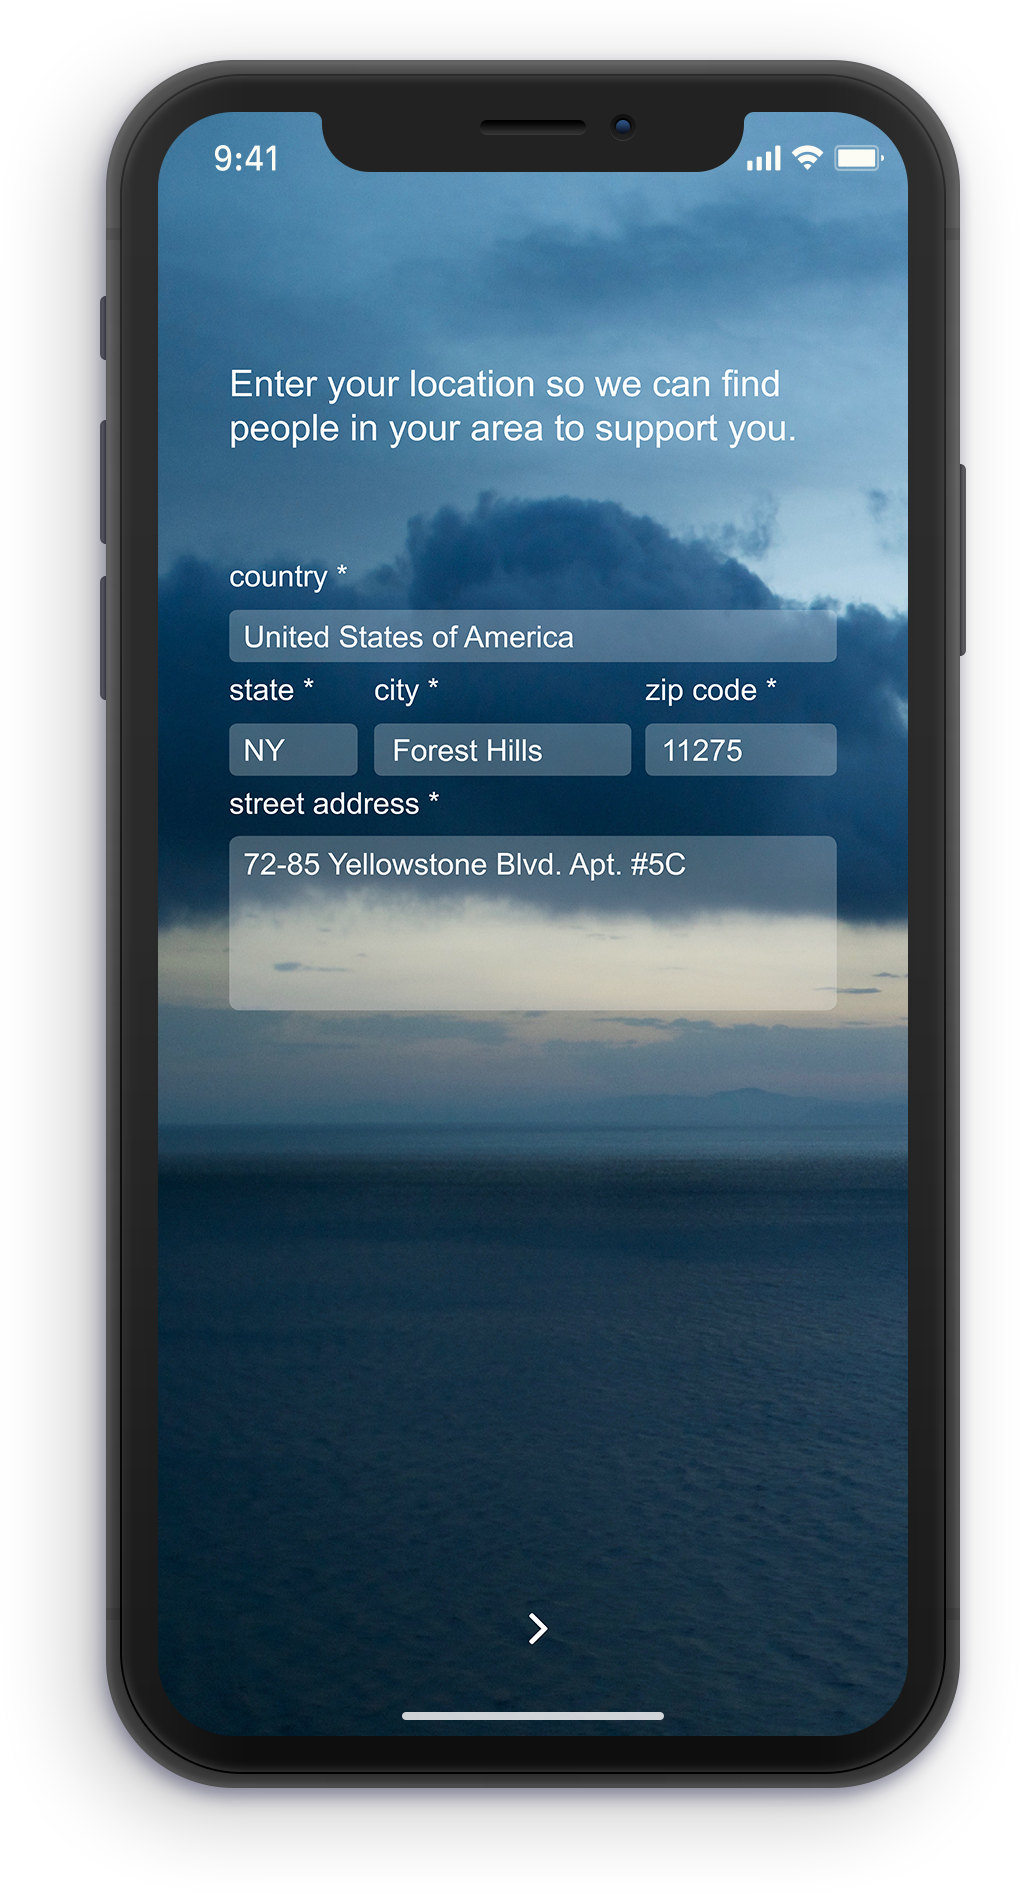 9:41
Enter your location so we can find
people in your area to support you.
country *
United States of America
state * city * zip code *
NY Forest Hills 11275
street address *
72-85 Yellowstone Blvd. Apt. #5C